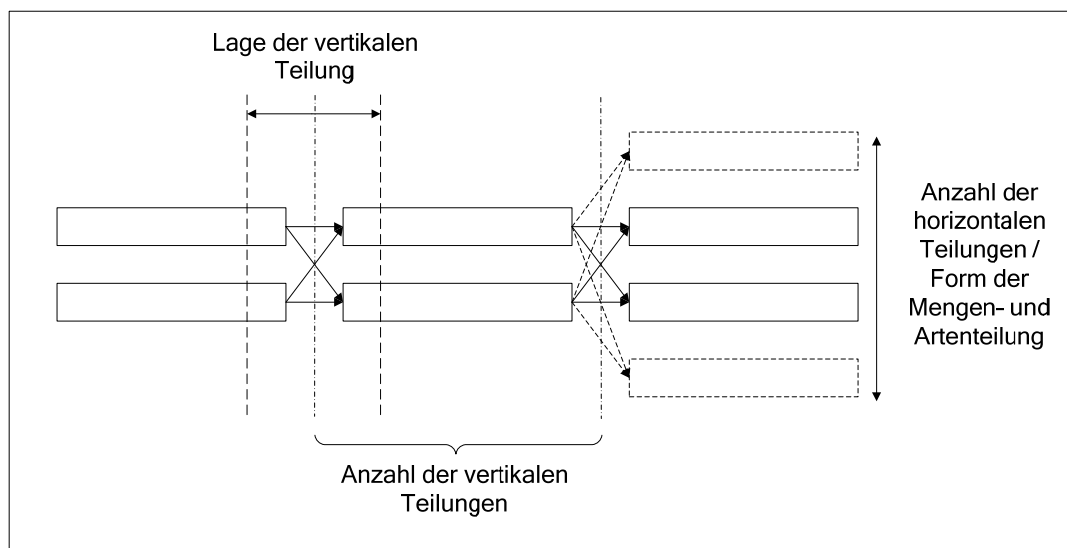 Lage der vertikalen
Teilung
Anzahl der
horizontalen
Teilungen /
Form der
Mengen- und
Artenteilung
Anzahl der vertikalen
Teilungen